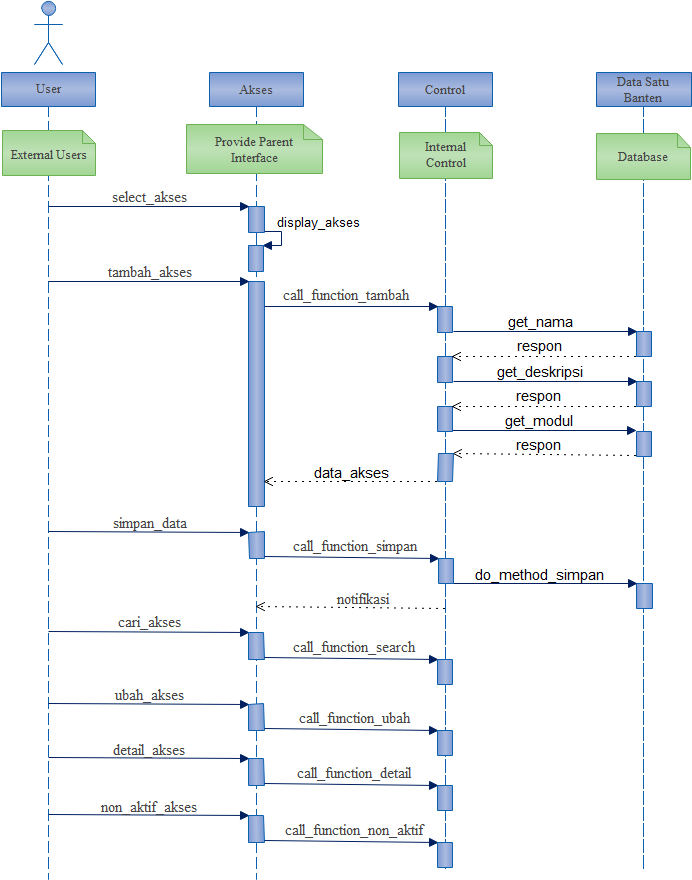 User
Akses
Control
Data Satu
Banten
External Users
Provide Parent
Interface
Internal
Control
Database
select_akses
display_akses
tambah_akses
call_function_tambah
get_nama
respon
get_deskripsi
respon
get_modul
respon
data_akses
simpan_data
call_function_simpan
do_method_simpan
notifikasi
cari_akses
call_function_search
ubah_akses
call_function_ubah
detail_akses
call_function_detail
non_aktif_akses
call_function_non_aktif